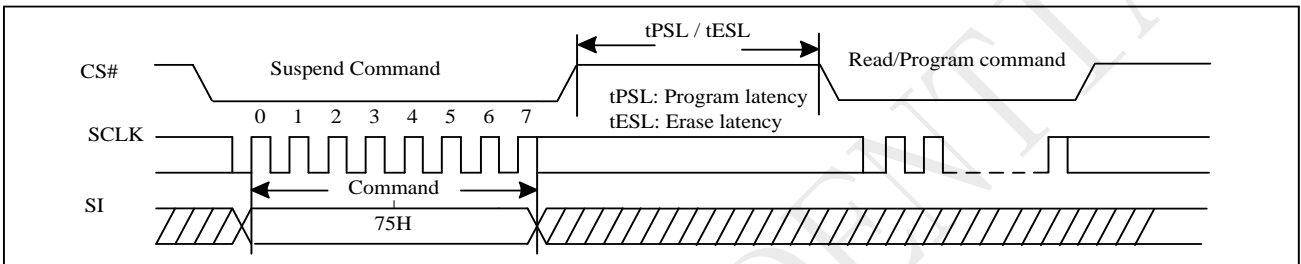 tPSL / tESL
CS#
Suspend Command
Read/Program command
tPSL: Program latency
tESL: Erase latency
0 1 2 3 4 5 6 7
SCLK
Command
SI
75H